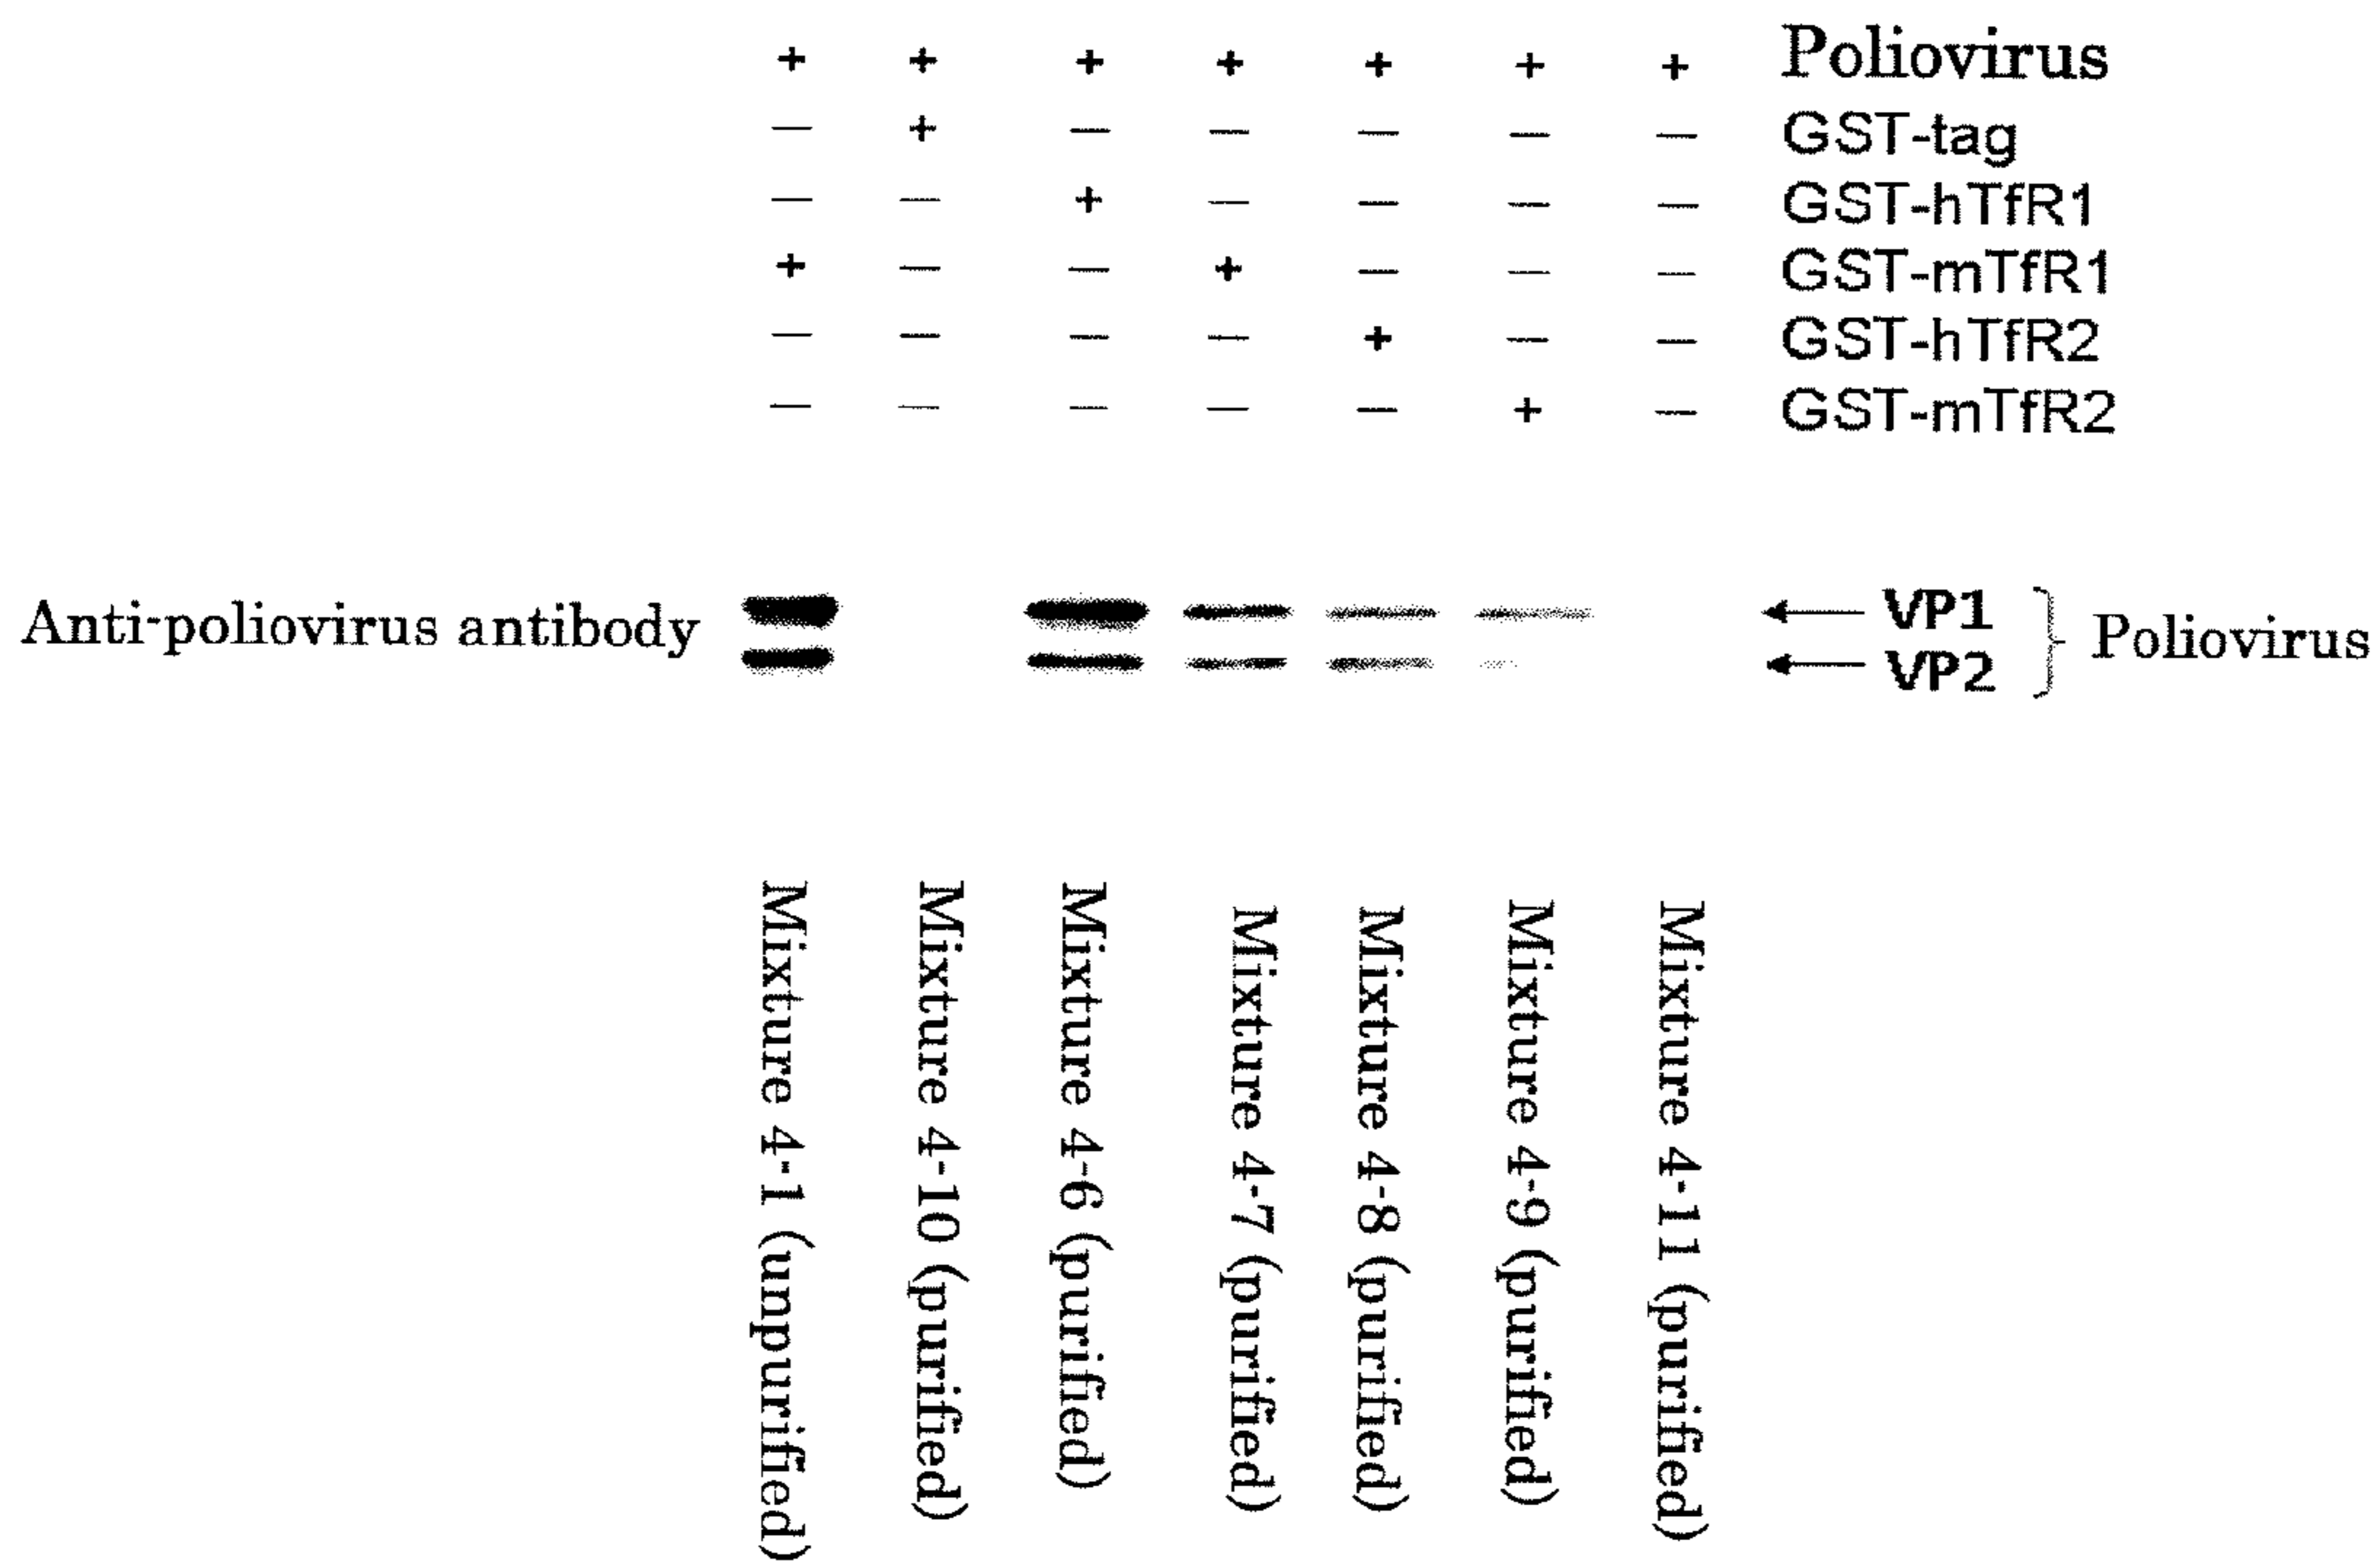 + + + + + + + Poliovirus
— + — — — — — GST-tag
— — + — — — — GST-hTfR1
+ — — + — — — GST-mTfR1
— — — — + — — GST-hTfR2
— — — — — + — GST-mTfR2
Anti-poliovirus antibody
VP1
VP2
Poliovirus
Mixture 4-1 (unpurified)
Mixture 4-10 (purified)
Mixture 4-6 (purified)
Mixture 4-7 (purified)
Mixture 4-8 (purified)
Mixture 4-9 (purified)
Mixture 4-11 (purified)